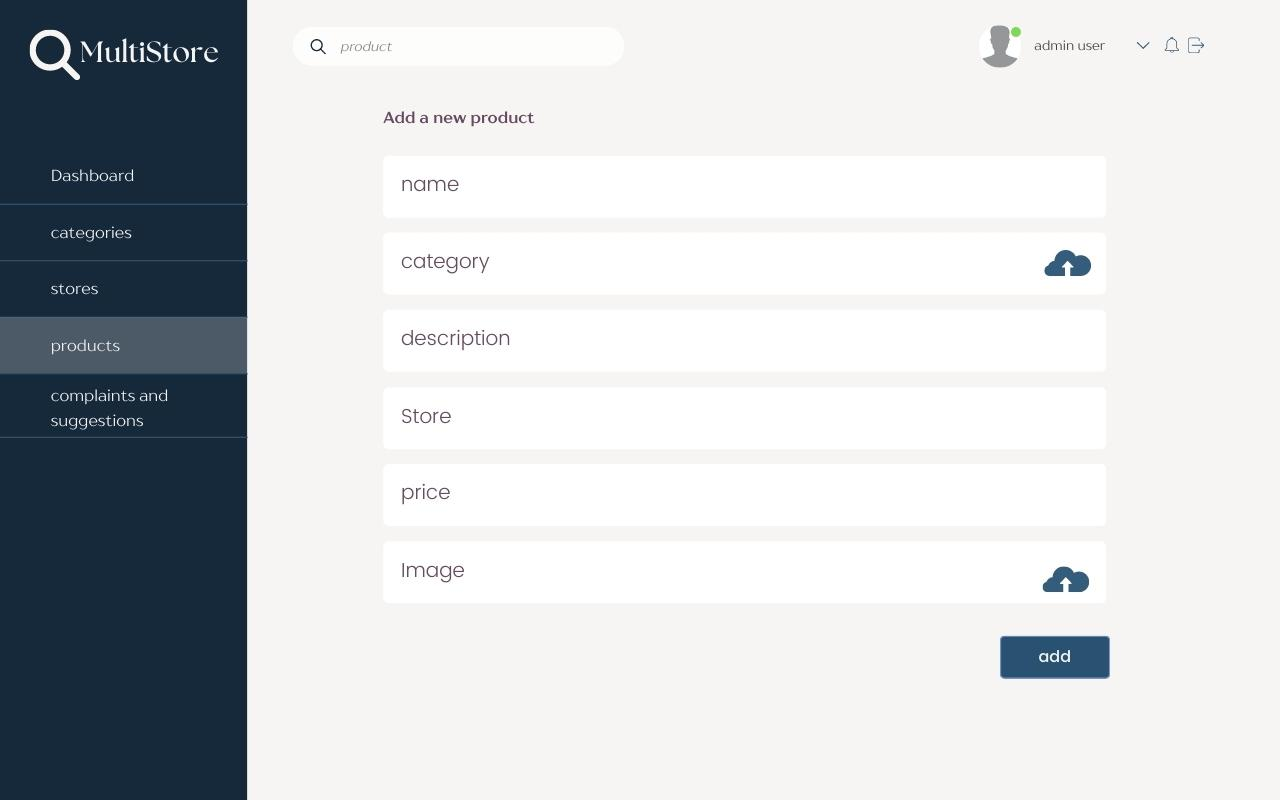 MultiStore
product
admin user
Dashboard
categories
stores
products
complaints and
suggestions
Add a new product
name
category
description
Store
price
Image
add